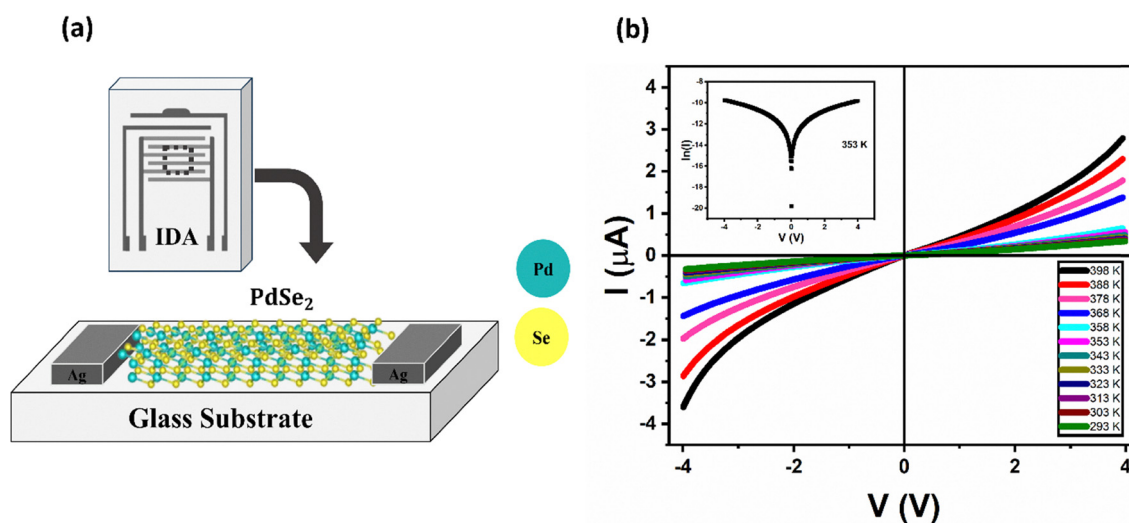 (a)
IDA
PdSe₂
Pd
Se
Ag
Ag
Glass Substrate
(b)
I (μA)
4
3
2
1
0
-1
-2
-3
-4
-4
-2
0
2
4
V (V)
ln(I)
-8
-10
-12
-14
-16
-18
-20
-4
-2
0
2
4
V (V)
353 K
398 K
388 K
378 K
368 K
358 K
353 K
343 K
333 K
323 K
313 K
303 K
293 K